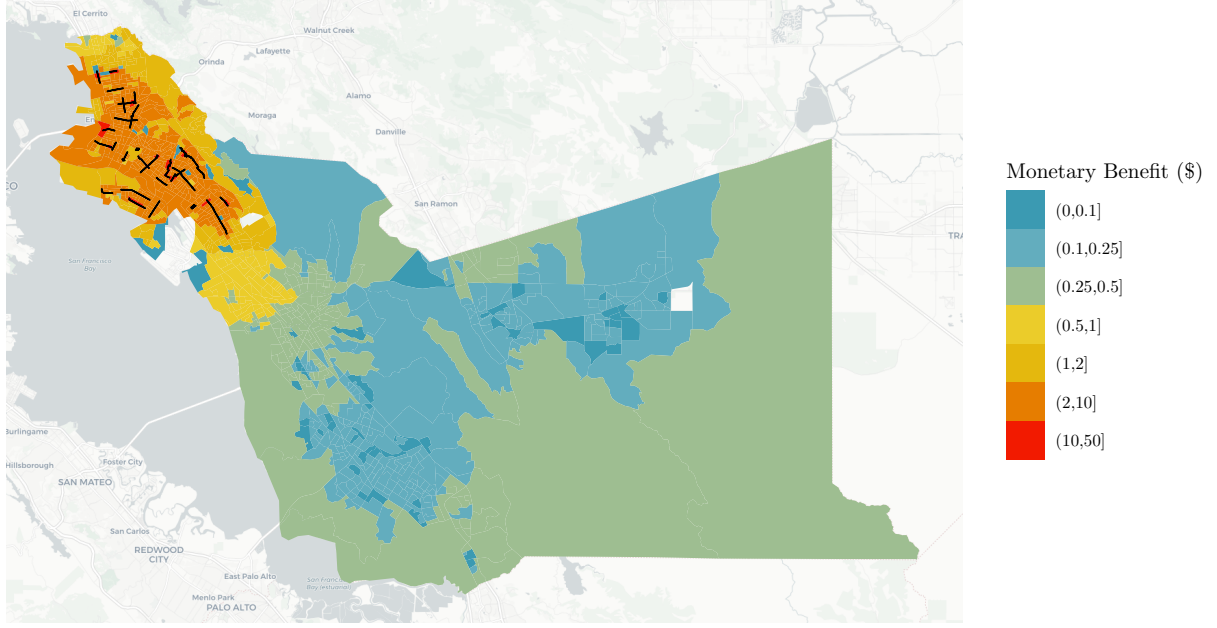 El Cerrito
Walnut Creek
Lafayette
Orinda
Alamo
Moraga
Danville
San Ramon
San Francisco
Bay
Burlingame
Hillsborough
Foster City
SAN MATEO
San Carlos
REDWOOD
CITY
East Palo Alto
Menlo Park
PALO ALTO
Monetary Benefit ($)
(0,0.1]
(0.1,0.25]
(0.25,0.5]
(0.5,1]
(1,2]
(2,10]
(10,50]